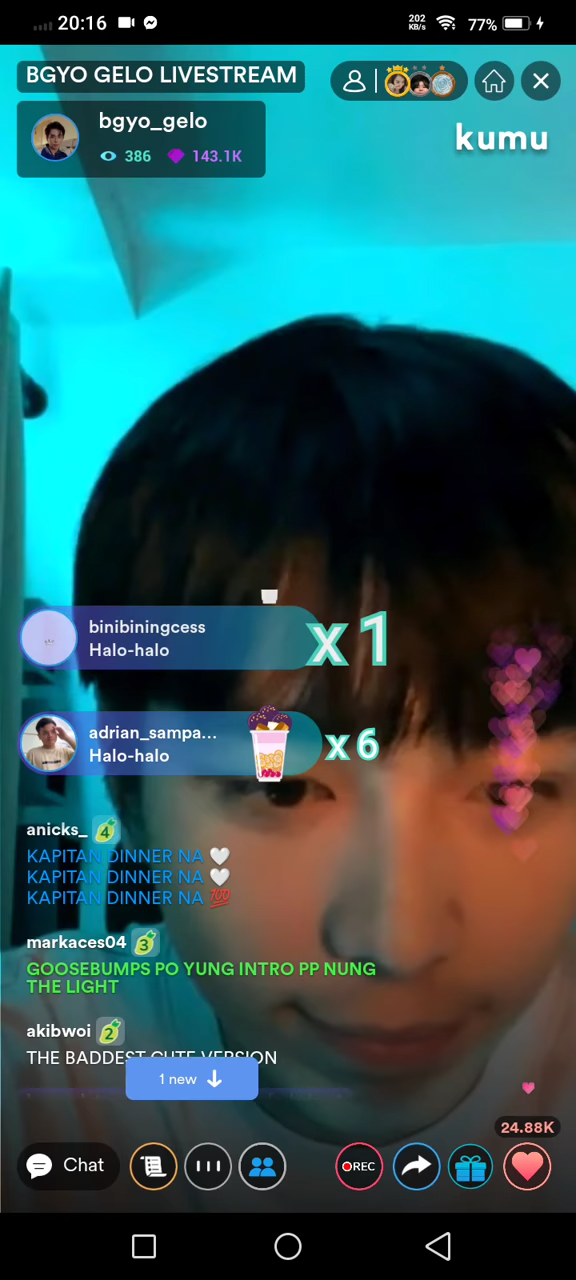 20:16
202
KB/s
77%
BGYO GELO LIVESTREAM
bgyo_gelo
386
143.1K
kumu
binibiningcess
Halo-halo
x 1
adrian_sampa...
Halo-halo
x 6
anicks_ 4
KAPITAN DINNER NA 🤍
KAPITAN DINNER NA 🤍
KAPITAN DINNER NA 💯
markaces04 3
GOOSEBUMPS PO YUNG INTRO PP NUNG
THE LIGHT
akibwoi 2
THE BADDEST CUTE VERSION
1 new
24.88K
Chat
REC